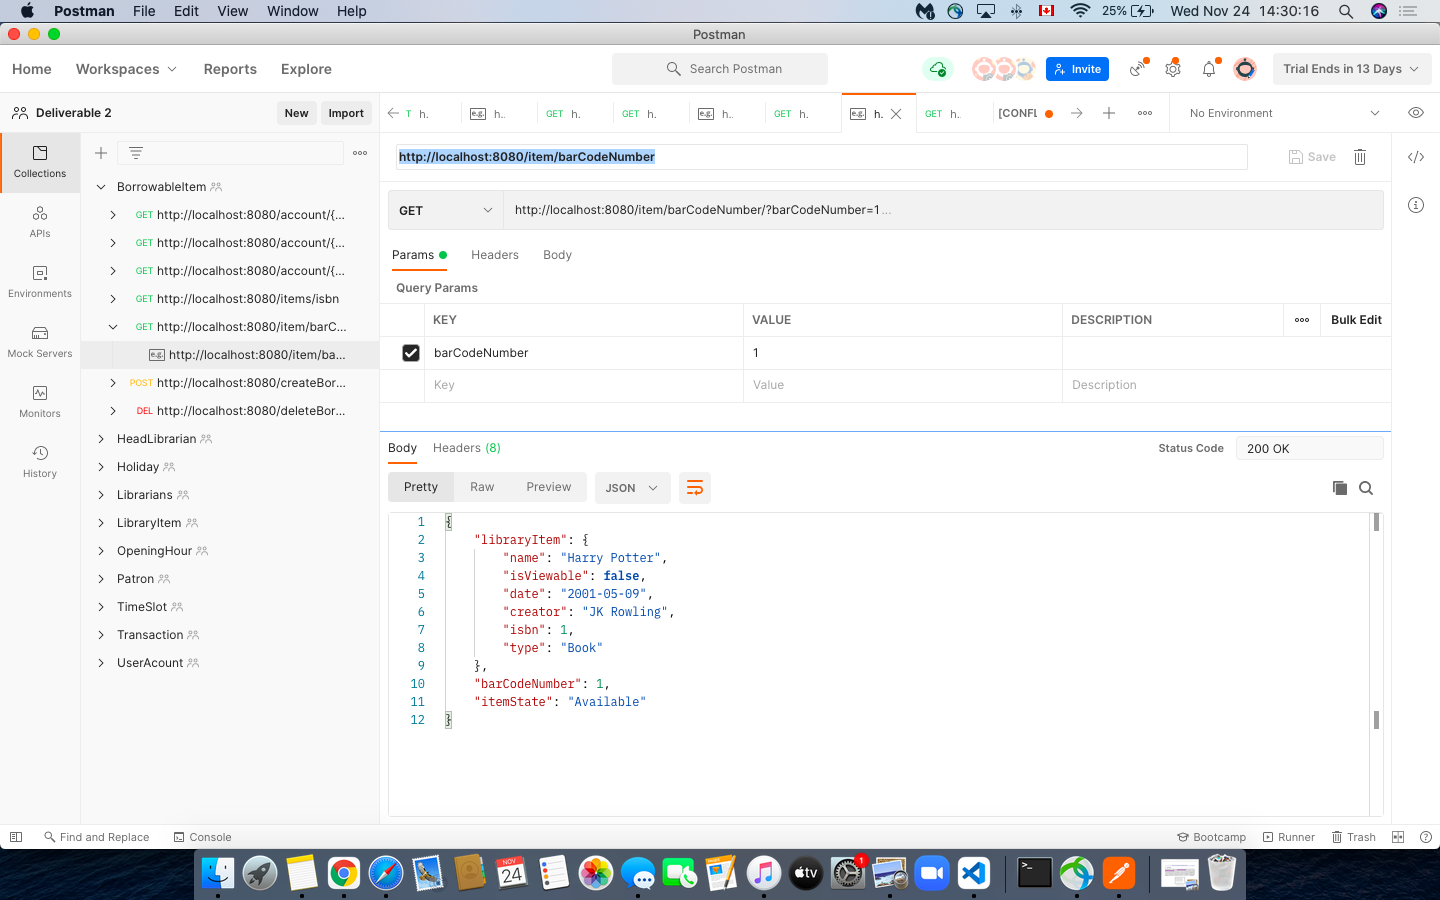 Postman File Edit View Window Help 25% Wed Nov 24 14:30:16
Postman
Home Workspaces Reports Explore Search Postman Invite Trial Ends in 13 Days
Deliverable 2 New Import T h. e.g. h.. GET h. GET h. e.g. h.. GET h. e.g. h. GET h. [CONFL No Environment
Collections
APIs
Environments
Mock Servers
Monitors
History
BorrowableItem
GET http://localhost:8080/account/{...
GET http://localhost:8080/account/{...
GET http://localhost:8080/account/{...
GET http://localhost:8080/items/isbn
GET http://localhost:8080/item/barC...
e.g. http://localhost:8080/item/ba...
POST http://localhost:8080/createBor...
DEL http://localhost:8080/deleteBor...
HeadLibrarian
Holiday
Librarians
LibraryItem
OpeningHour
Patron
TimeSlot
Transaction
UserAcount
http://localhost:8080/item/barCodeNumber Save
GET http://localhost:8080/item/barCodeNumber/?barCodeNumber=1...
Params Headers Body
Query Params
KEY VALUE DESCRIPTION Bulk Edit
barCodeNumber 1
Key Value Description
Body Headers (8) Status Code 200 OK
Pretty Raw Preview JSON
1 {
2 "libraryItem": {
3 "name": "Harry Potter",
4 "isViewable": false,
5 "date": "2001-05-09",
6 "creator": "JK Rowling",
7 "isbn": 1,
8 "type": "Book"
9 },
10 "barCodeNumber": 1,
11 "itemState": "Available"
12 }
Find and Replace Console Bootcamp Runner Trash
NOV 24 tv 1